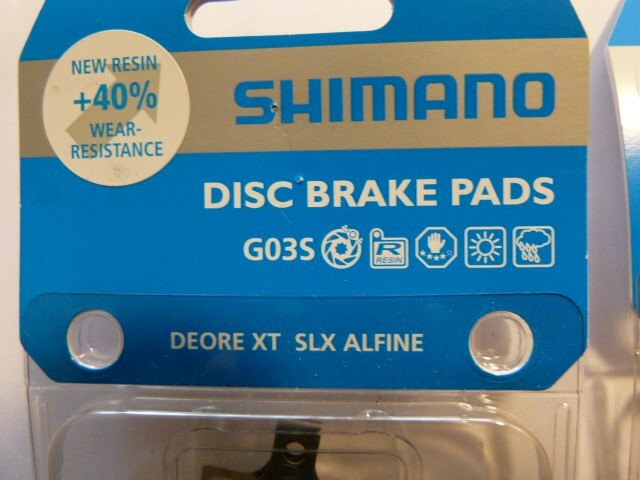 NEW RESIN
+40%
WEAR-
RESISTANCE
SHIMANO
DISC BRAKE PADS
G03S
R
RESIN
DEORE XT SLX ALFINE